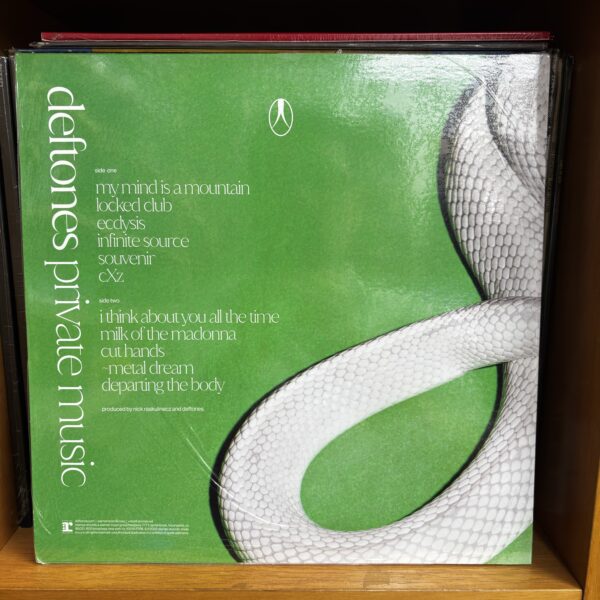 deftones private music
side one
my mind is a mountain
locked club
ecdysis
infinite source
souvenir
cXz
side two
i think about you all the time
milk of the madonna
cut hands
~metal dream
departing the body
produced by nick raskulinecz and deftones